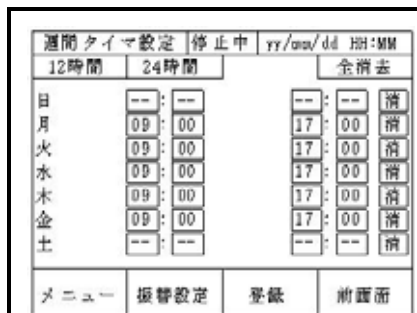 週間タイマ設定 停止中 yy/mm/dd HH:MM
12時間 24時間 全消去
日 --:-- --:-- 消
月 09:00 17:00 消
火 09:00 17:00 消
水 09:00 17:00 消
木 09:00 17:00 消
金 09:00 17:00 消
土 --:-- --:-- 消
メニュー 振替設定 登録 前画面